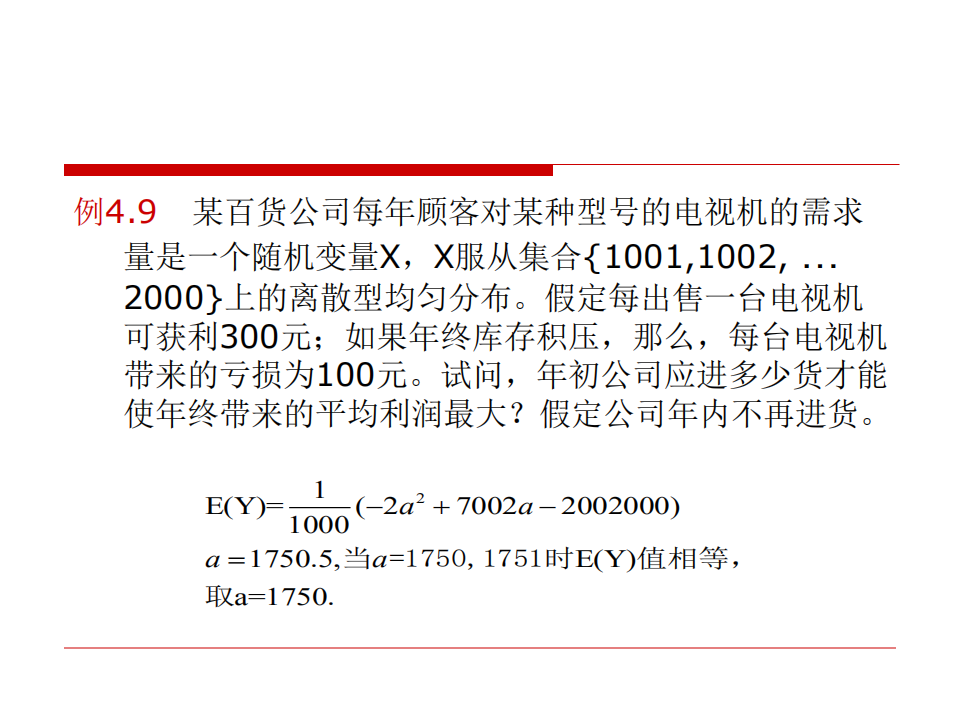 例4.9 某百货公司每年顾客对某种型号的电视机的需求
量是一个随机变量X，X服从集合{1001,1002, …
2000}上的离散型均匀分布。假定每出售一台电视机
可获利300元；如果年终库存积压，那么，每台电视机
带来的亏损为100元。试问，年初公司应进多少货才能
使年终带来的平均利润最大？假定公司年内不再进货。
E(Y)= 1/1000 (−2a² + 7002a − 2002000)
a = 1750.5,当a=1750, 1751时E(Y)值相等，
取a=1750.